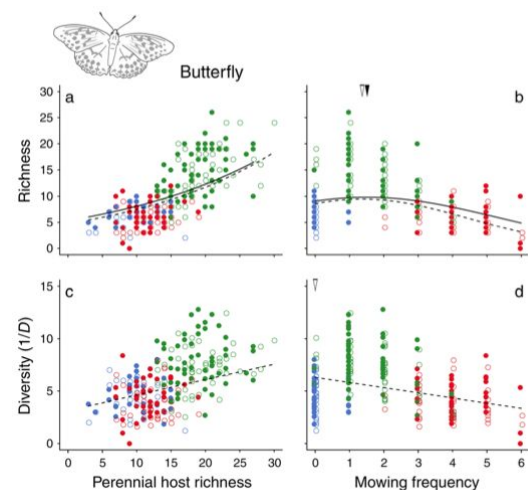 Butterfly
a
b
Richness
30
25
20
15
10
5
0
c
d
Diversity (1/D)
15
10
5
0
0 5 10 15 20 25 30
0 1 2 3 4 5 6
Perennial host richness
Mowing frequency